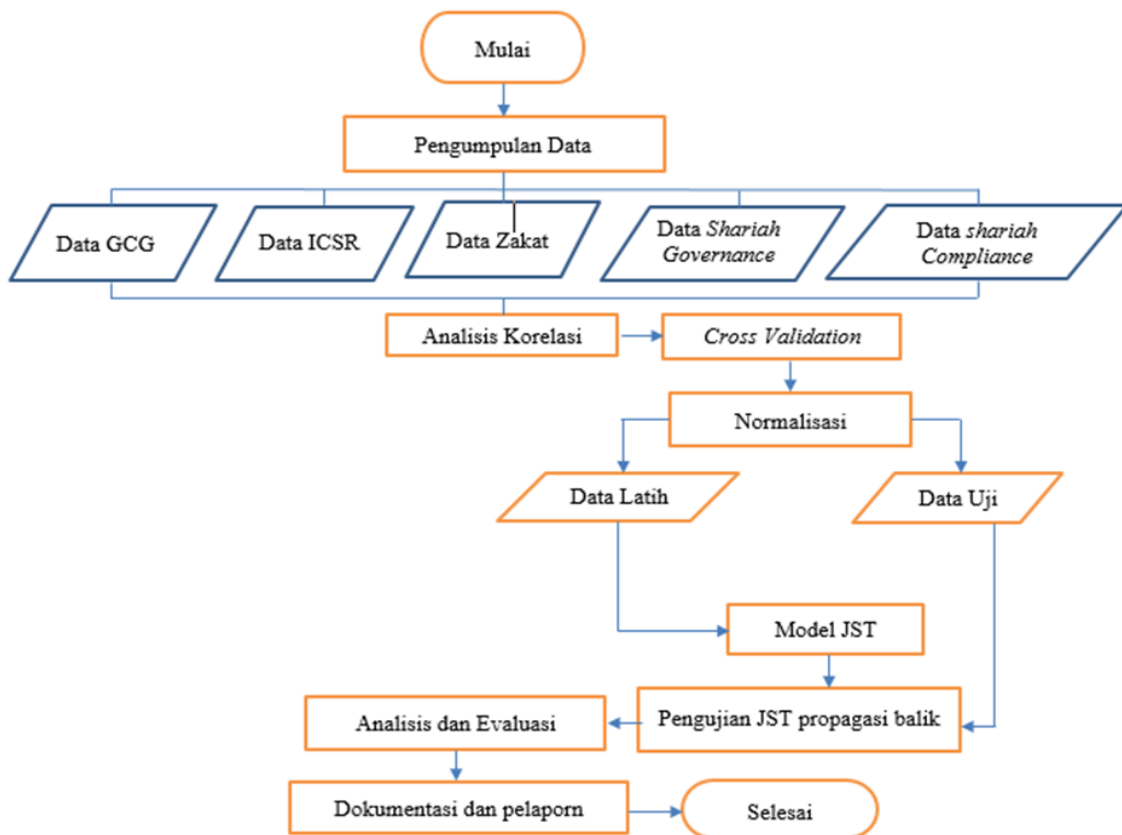 Mulai
Pengumpulan Data
Data GCG
Data ICSR
Data Zakat
Data Shariah
Governance
Data shariah
Compliance
Analisis Korelasi
Cross Validation
Normalisasi
Data Latih
Data Uji
Model JST
Pengujian JST propagasi balik
Analisis dan Evaluasi
Dokumentasi dan pelaporn
Selesai